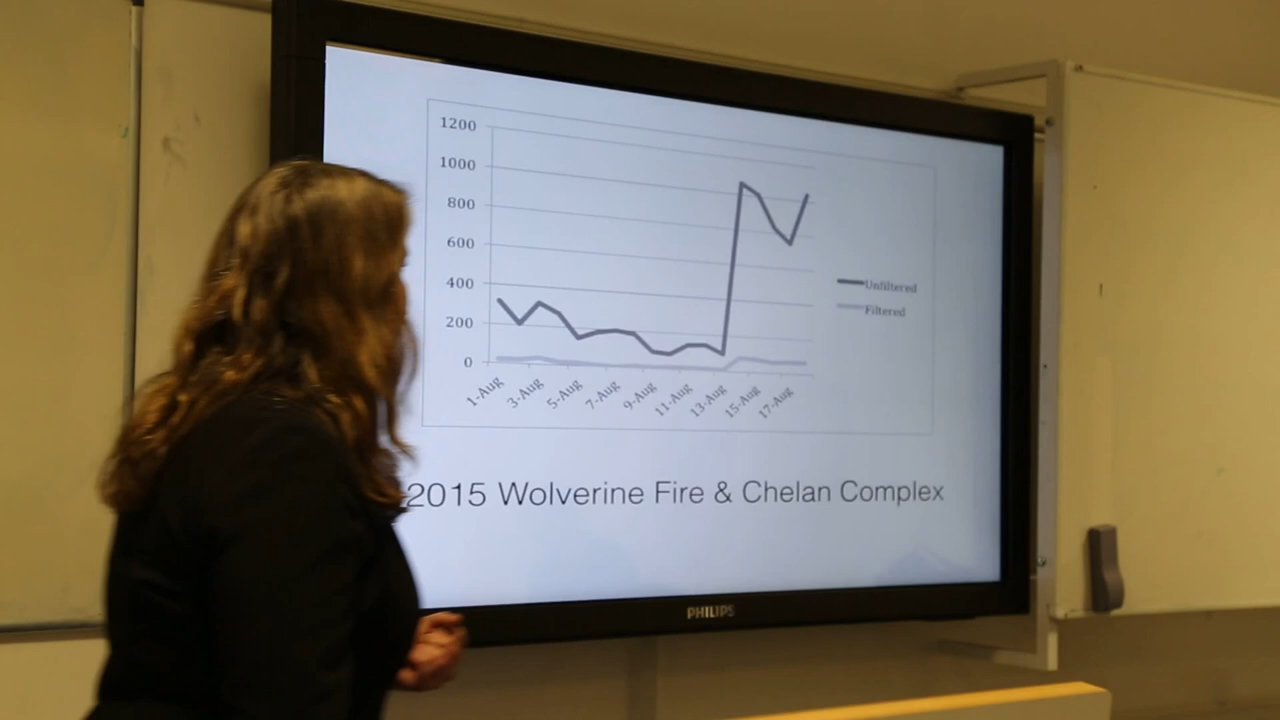 1200
1000
800
600
400
200
0
1-Aug 3-Aug 5-Aug 7-Aug 9-Aug 11-Aug 13-Aug 15-Aug 17-Aug
Unfiltered
Filtered
2015 Wolverine Fire & Chelan Complex
PHILIPS